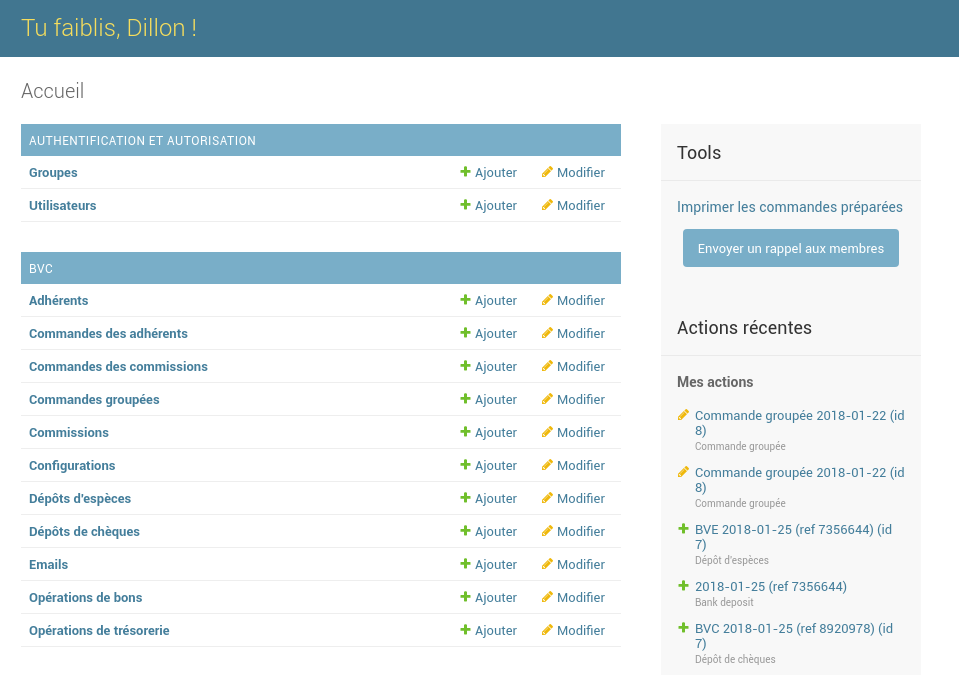 Tu faiblis, Dillon !
Accueil
AUTHENTIFICATION ET AUTORISATION
Groupes Ajouter Modifier
Utilisateurs Ajouter Modifier
BVC
Adhérents Ajouter Modifier
Commandes des adhérents Ajouter Modifier
Commandes des commissions Ajouter Modifier
Commandes groupées Ajouter Modifier
Commissions Ajouter Modifier
Configurations Ajouter Modifier
Dépôts d'espèces Ajouter Modifier
Dépôts de chèques Ajouter Modifier
Emails Ajouter Modifier
Opérations de bons Ajouter Modifier
Opérations de trésorerie Ajouter Modifier
Tools
Imprimer les commandes préparées
Envoyer un rappel aux membres
Actions récentes
Mes actions
Commande groupée 2018-01-22 (id
8)
Commande groupée
Commande groupée 2018-01-22 (id
8)
Commande groupée
BVE 2018-01-25 (ref 7356644) (id
7)
Dépôt d'espèces
2018-01-25 (ref 7356644)
Bank deposit
BVC 2018-01-25 (ref 8920978) (id
7)
Dépôt de chèques